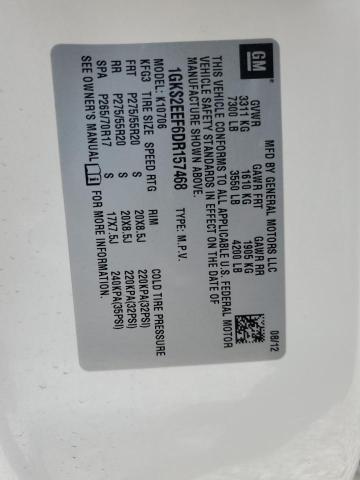 GM
MFD BY GENERAL MOTORS LLC 08/12
GVWR GAWR FRT GAWR RR
3311 KG 1610 KG 1905 KG
7300 LB 3550 LB 4200 LB
THIS VEHICLE CONFORMS TO ALL APPLICABLE U.S. FEDERAL MOTOR
VEHICLE SAFETY STANDARDS IN EFFECT ON THE DATE OF
MANUFACTURE SHOWN ABOVE.
1GKS2EEF6DR157468 TYPE: M.P.V.
MODEL: K10706
KFG3 TIRE SIZE SPEED RTG RIM COLD TIRE PRESSURE
FRT P275/55R20 S 20X8.5J 220KPA(32PSI)
RR P275/55R20 S 20X8.5J 220KPA(32PSI)
SPA P265/70R17 S 17X7.5J 240KPA(35PSI)
SEE OWNER'S MANUAL FOR MORE INFORMATION.